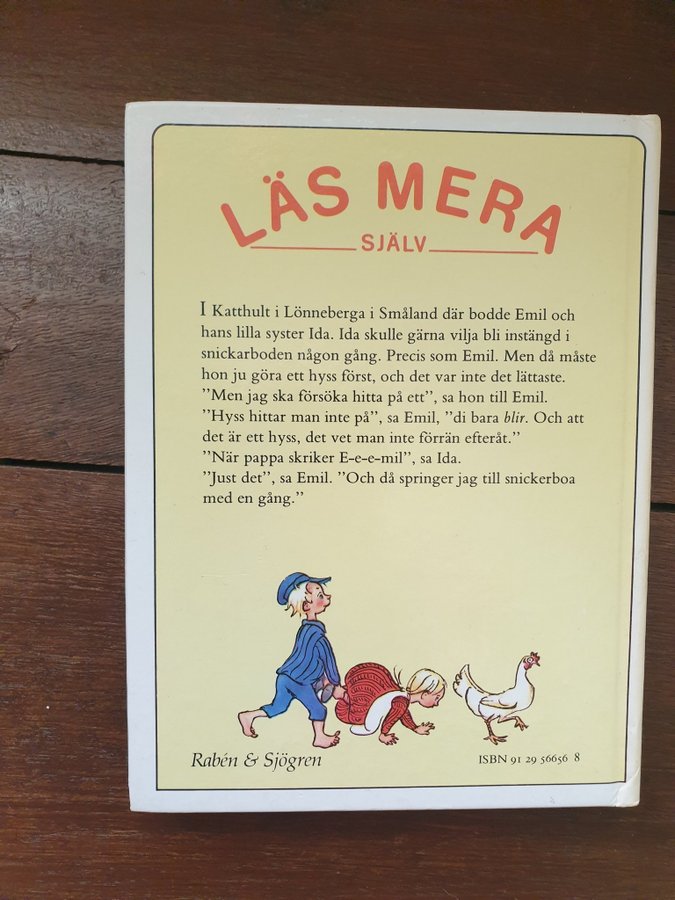 LÄS MERA
SJÄLV
I Katthult i Lönneberga i Småland där bodde Emil och
hans lilla syster Ida. Ida skulle gärna vilja bli instängd i
snickarboden någon gång. Precis som Emil. Men då måste
hon ju göra ett hyss först, och det var inte det lättaste.
”Men jag ska försöka hitta på ett”, sa hon till Emil.
”Hyss hittar man inte på”, sa Emil, ”di bara blir. Och att
det är ett hyss, det vet man inte förrän efteråt.”
”När pappa skriker E-e-e-mil”, sa Ida.
”Just det”, sa Emil. ”Och då springer jag till snickerboa
med en gång.”
Rabén & Sjögren
ISBN 91 29 56656 8